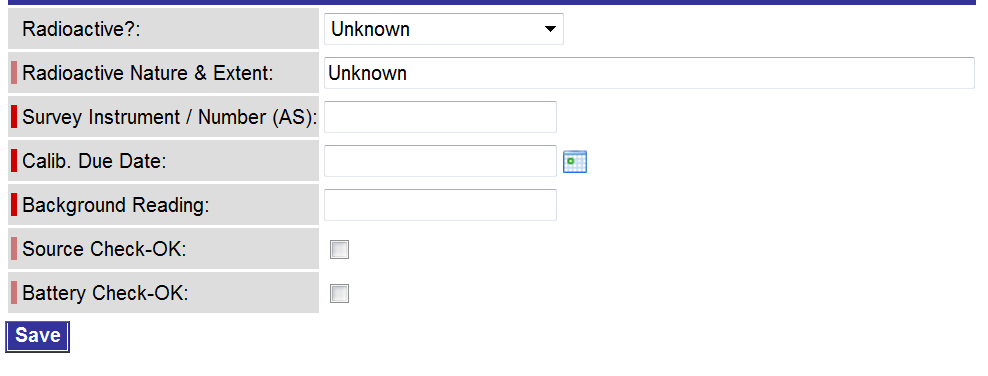 Radioactive?: Unknown
Radioactive Nature & Extent: Unknown
Survey Instrument / Number (AS):
Calib. Due Date:
Background Reading:
Source Check-OK:
Battery Check-OK:
Save